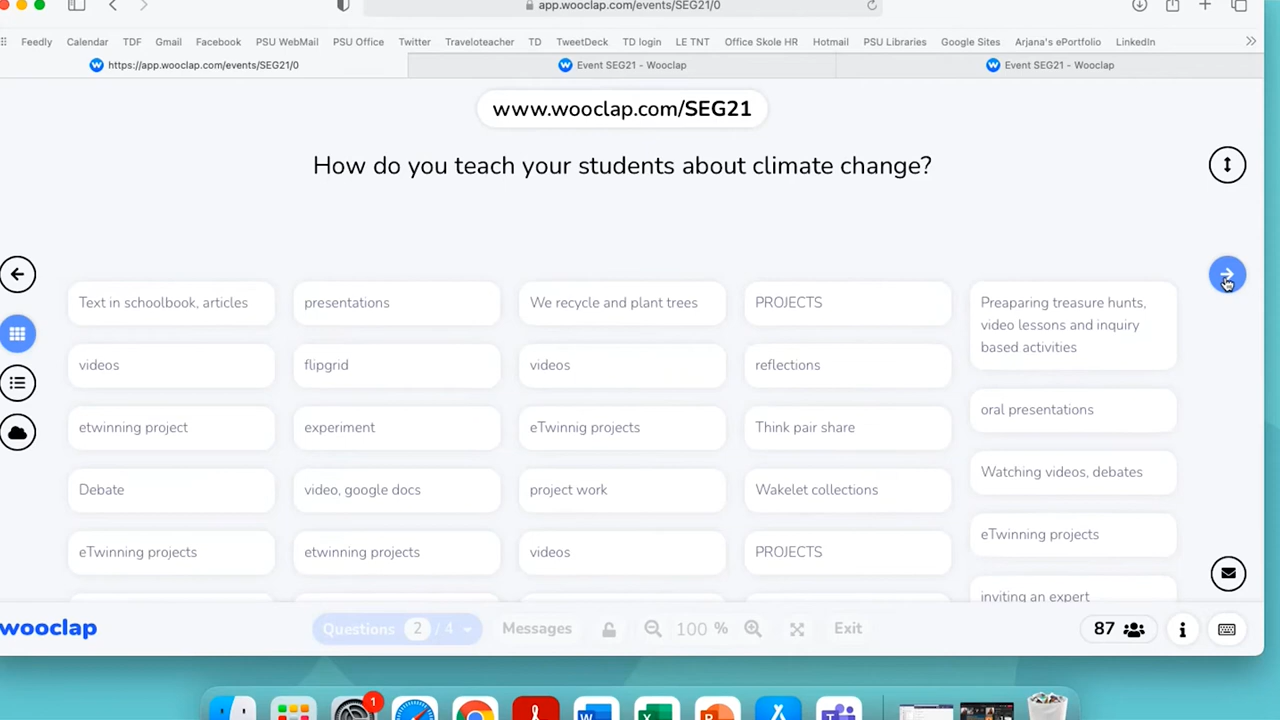 app.wooclap.com/events/SEG21/0
Feedly Calendar TDF Gmail Facebook PSU WebMail PSU Office Twitter Traveloteacher TD TweetDeck TD login LE TNT Office Skole HR Hotmail PSU Libraries Google Sites Arjana's ePortfolio LinkedIn
https://app.wooclap.com/events/SEG21/0 Event SEG21 - Wooclap Event SEG21 - Wooclap
www.wooclap.com/SEG21
How do you teach your students about climate change?
Text in schoolbook, articles
videos
etwinning project
Debate
eTwinning projects
presentations
flipgrid
experiment
video, google docs
etwinning projects
We recycle and plant trees
videos
eTwinnig projects
project work
videos
PROJECTS
reflections
Think pair share
Wakelet collections
PROJECTS
Preaparing treasure hunts,
video lessons and inquiry
based activities
oral presentations
Watching videos, debates
eTwinning projects
inviting an expert
wooclap
Questions 2 / 4 Messages 100 % Exit 87
1